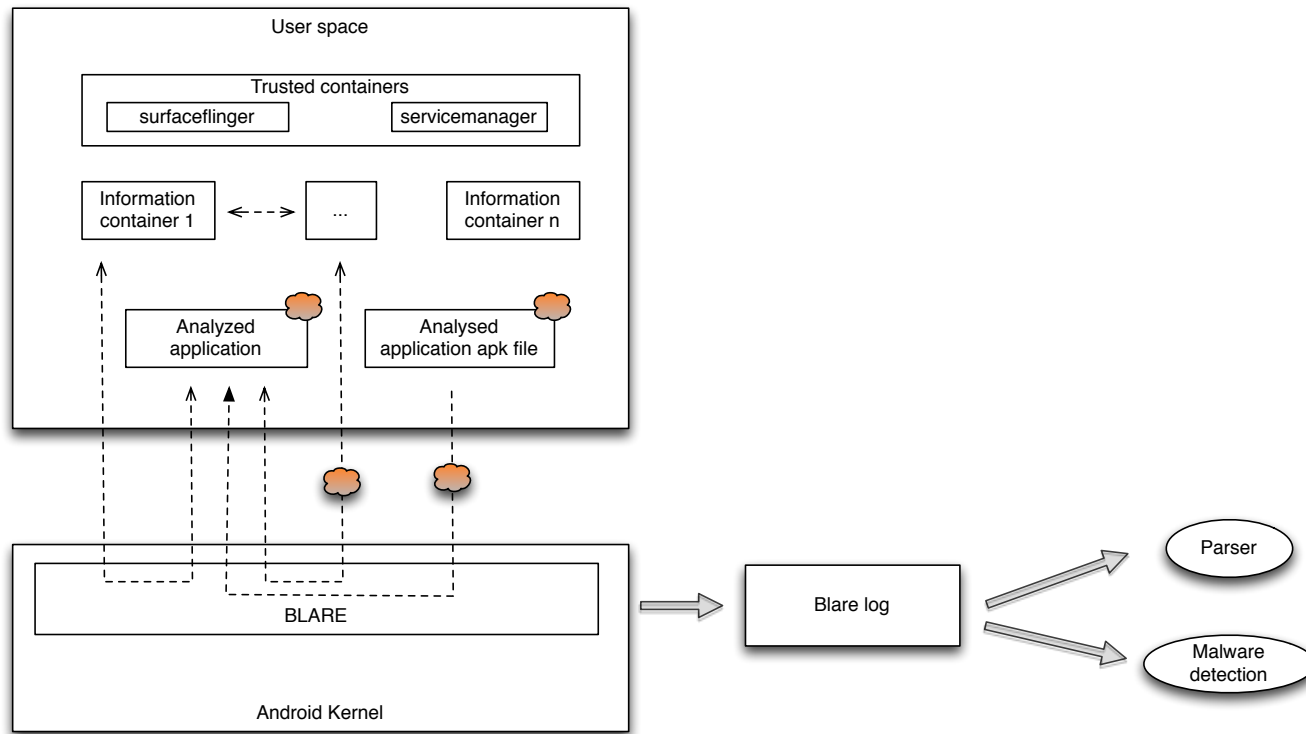 User space
Trusted containers
surfaceflinger
servicemanager
Information
container 1
...
Information
container n
Analyzed
application
Analysed
application apk file
BLARE
Android Kernel
Blare log
Parser
Malware
detection